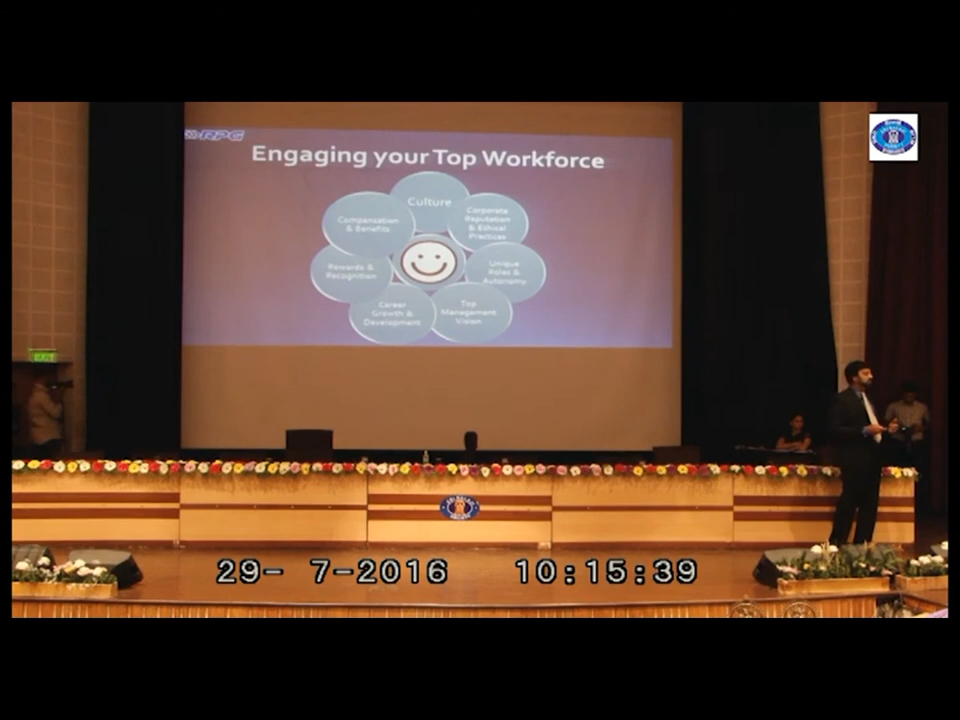 RPG
Engaging your Top Workforce
Culture
Compensation
& Benefits
Corporate
Reputation
& Ethical
Practices
Rewards &
Recognition
Unique
Roles &
Autonomy
Career
Growth &
Development
Top
Management
Vision
EXIT
29- 7-2016 10:15:39